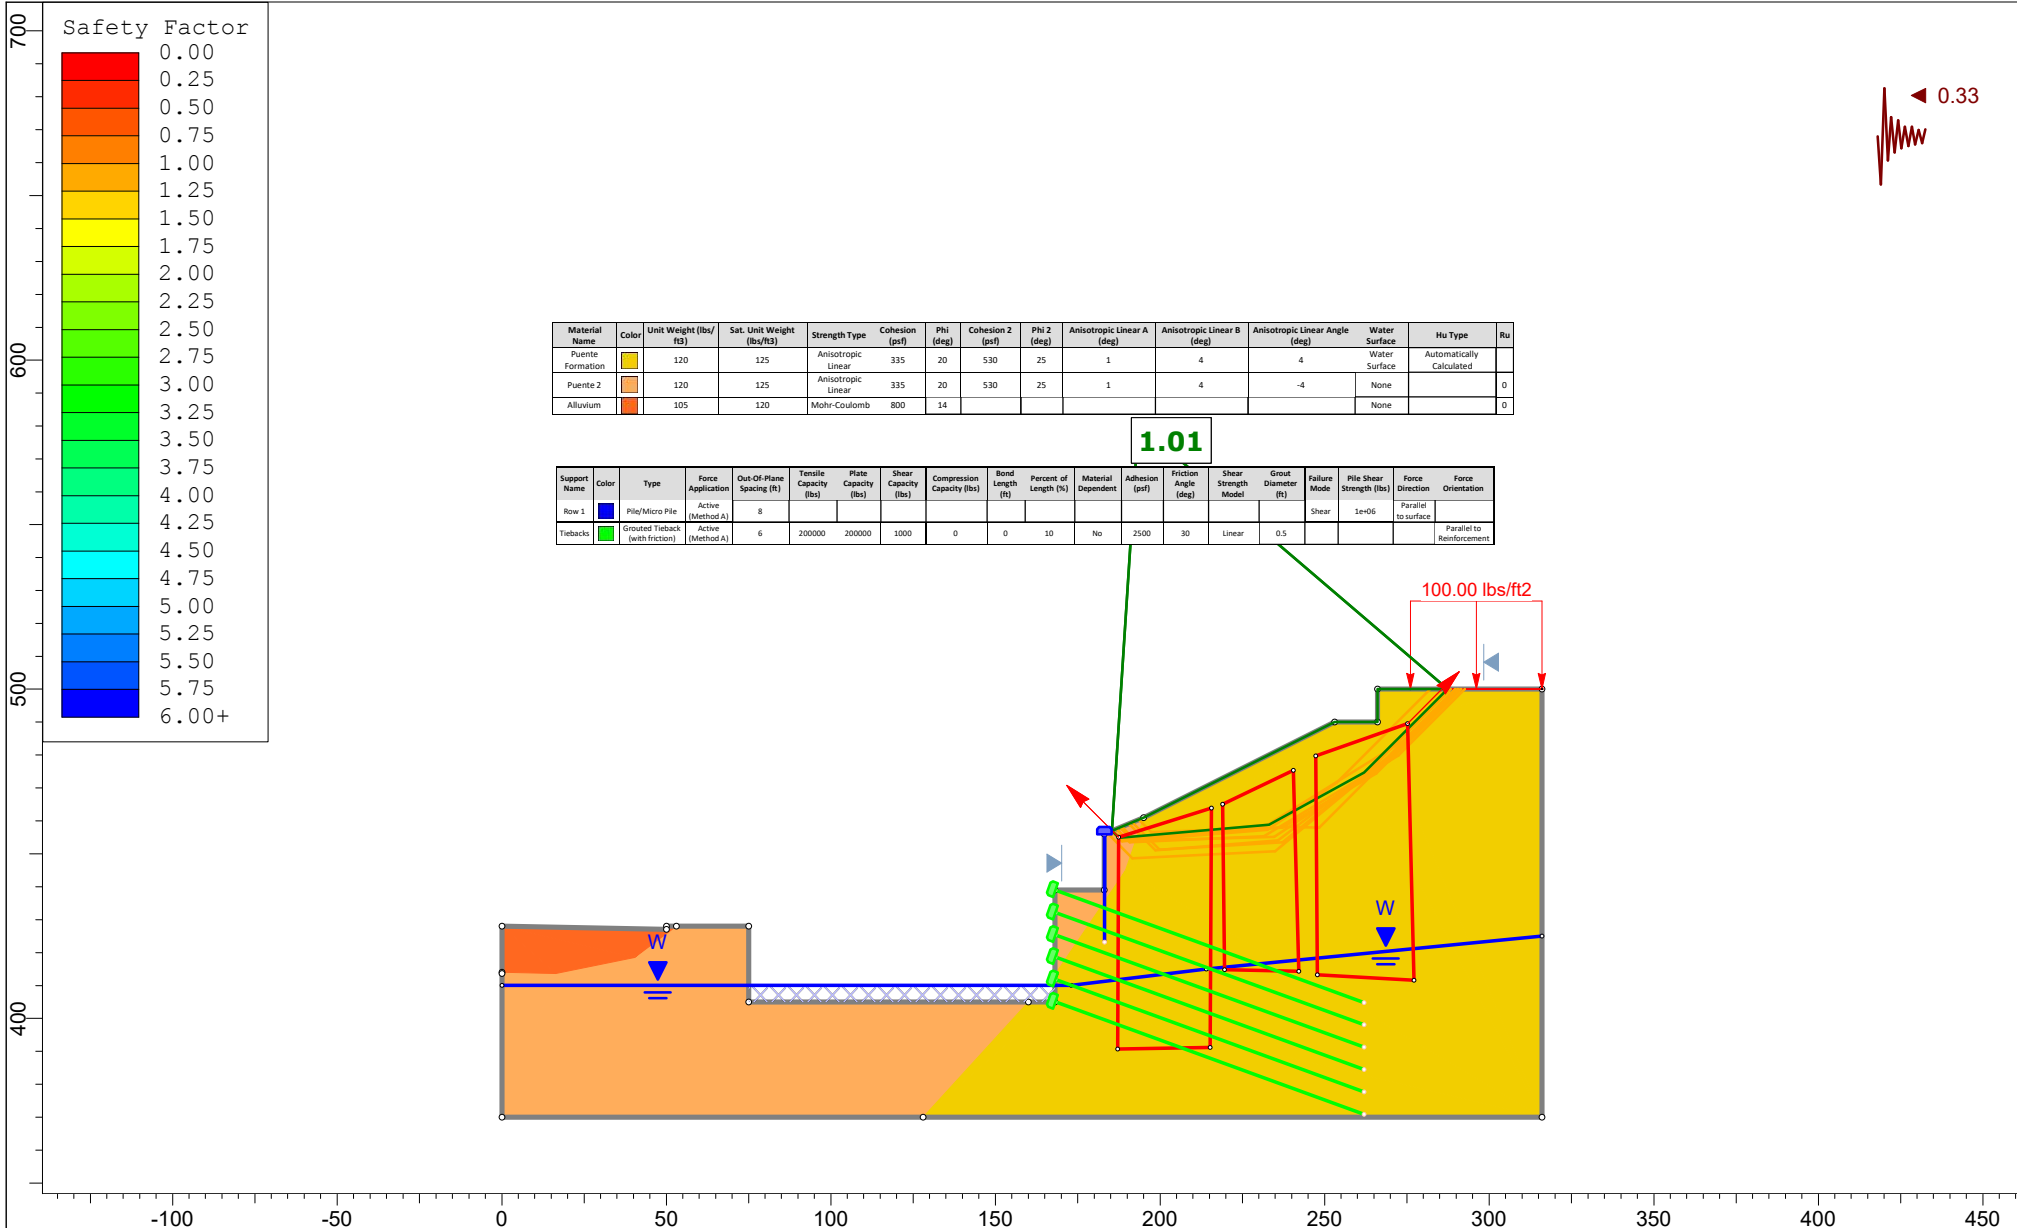 Safety Factor
0.00
0.25
0.50
0.75
1.00
1.25
1.50
1.75
2.00
2.25
2.50
2.75
3.00
3.25
3.50
3.75
4.00
4.25
4.50
4.75
5.00
5.25
5.50
5.75
6.00+
0.33
Material Name Color Unit Weight (lbs/ft3) Sat. Unit Weight (lbs/ft3) Strength Type Cohesion (psf) Phi (deg) Cohesion 2 (psf) Phi 2 (deg) Anisotropic Linear A (deg) Anisotropic Linear B (deg) Anisotropic Linear Angle (deg) Water Surface Hu Type Ru
Puente Formation 120 125 Anisotropic Linear 335 20 530 25 1 4 4 Water Surface Automatically Calculated
Puente 2 120 125 Anisotropic Linear 335 20 530 25 1 4 -4 None 0
Alluvium 105 120 Mohr-Coulomb 800 14 None 0
1.01
Support Name Color Type Force Application Out-Of-Plane Spacing (ft) Tensile Capacity (lbs) Plate Capacity (lbs) Shear Capacity (lbs) Compression Capacity (lbs) Bond Length (ft) Percent of Length (%) Material Dependent Adhesion (psf) Friction Angle (deg) Shear Strength Model Grout Diameter (ft) Failure Mode Pile Shear Strength (lbs) Force Direction Force Orientation
Row 1 Pile/Micro Pile Active (Method A) 8 Shear 1e+06 Parallel to surface
Tiebacks Grouted Tieback (with friction) Active (Method A) 6 200000 200000 1000 0 0 10 No 2500 30 Linear 0.5 Parallel to Reinforcement
100.00 lbs/ft2
W
W
700
600
500
400
-100 -50 0 50 100 150 200 250 300 350 400 450